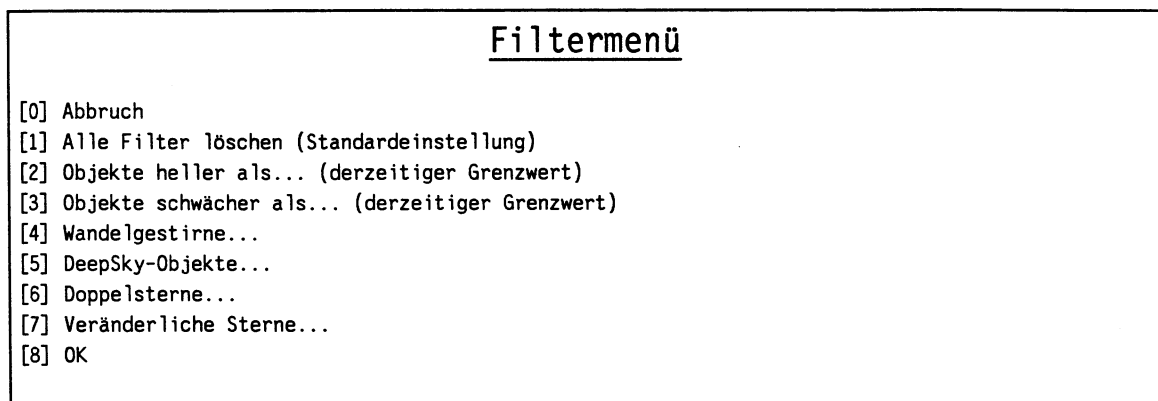 Filtermenü
[0] Abbruch
[1] Alle Filter löschen (Standardeinstellung)
[2] Objekte heller als... (derzeitiger Grenzwert)
[3] Objekte schwächer als... (derzeitiger Grenzwert)
[4] Wandelgestirne...
[5] DeepSky-Objekte...
[6] Doppelsterne...
[7] Veränderliche Sterne...
[8] OK